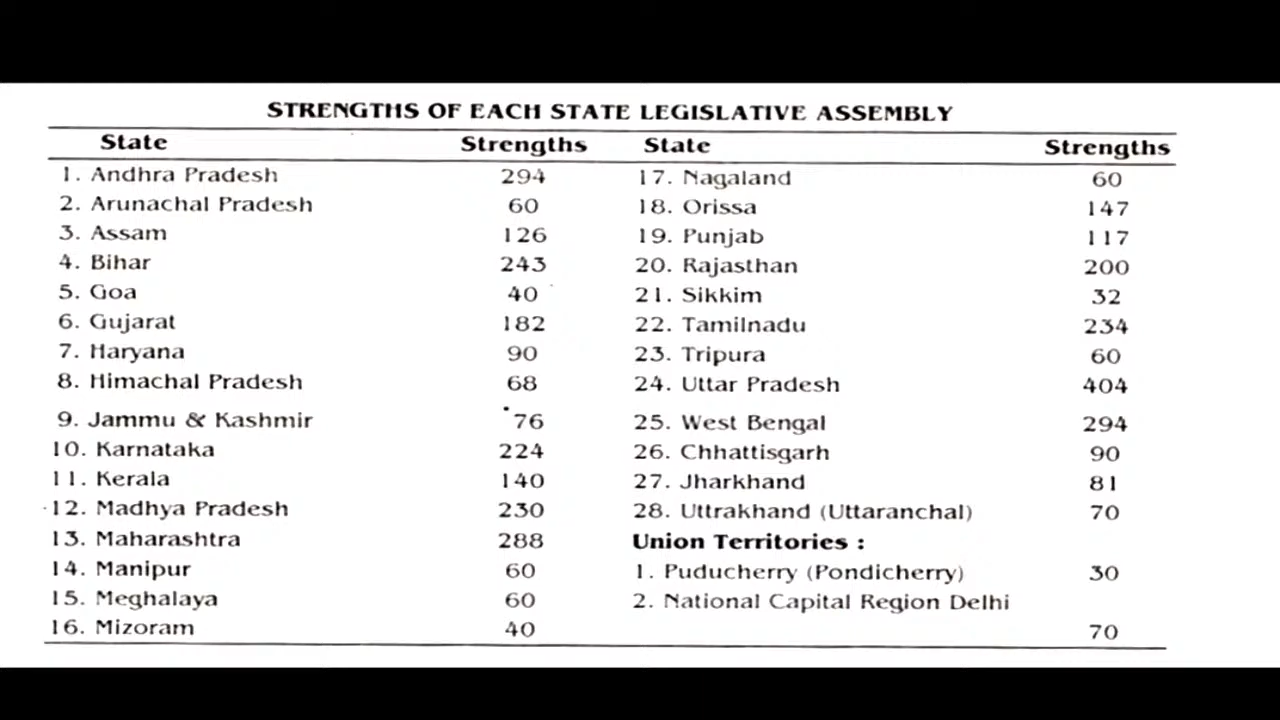 STRENGTHS OF EACH STATE LEGISLATIVE ASSEMBLY
State Strengths State Strengths
1. Andhra Pradesh 294 17. Nagaland 60
2. Arunachal Pradesh 60 18. Orissa 147
3. Assam 126 19. Punjab 117
4. Bihar 243 20. Rajasthan 200
5. Goa 40 21. Sikkim 32
6. Gujarat 182 22. Tamilnadu 234
7. Haryana 90 23. Tripura 60
8. Himachal Pradesh 68 24. Uttar Pradesh 404
9. Jammu & Kashmir 76 25. West Bengal 294
10. Karnataka 224 26. Chhattisgarh 90
11. Kerala 140 27. Jharkhand 81
12. Madhya Pradesh 230 28. Uttrakhand (Uttaranchal) 70
13. Maharashtra 288 Union Territories :
14. Manipur 60 1. Puducherry (Pondicherry) 30
15. Meghalaya 60 2. National Capital Region Delhi
16. Mizoram 40 70